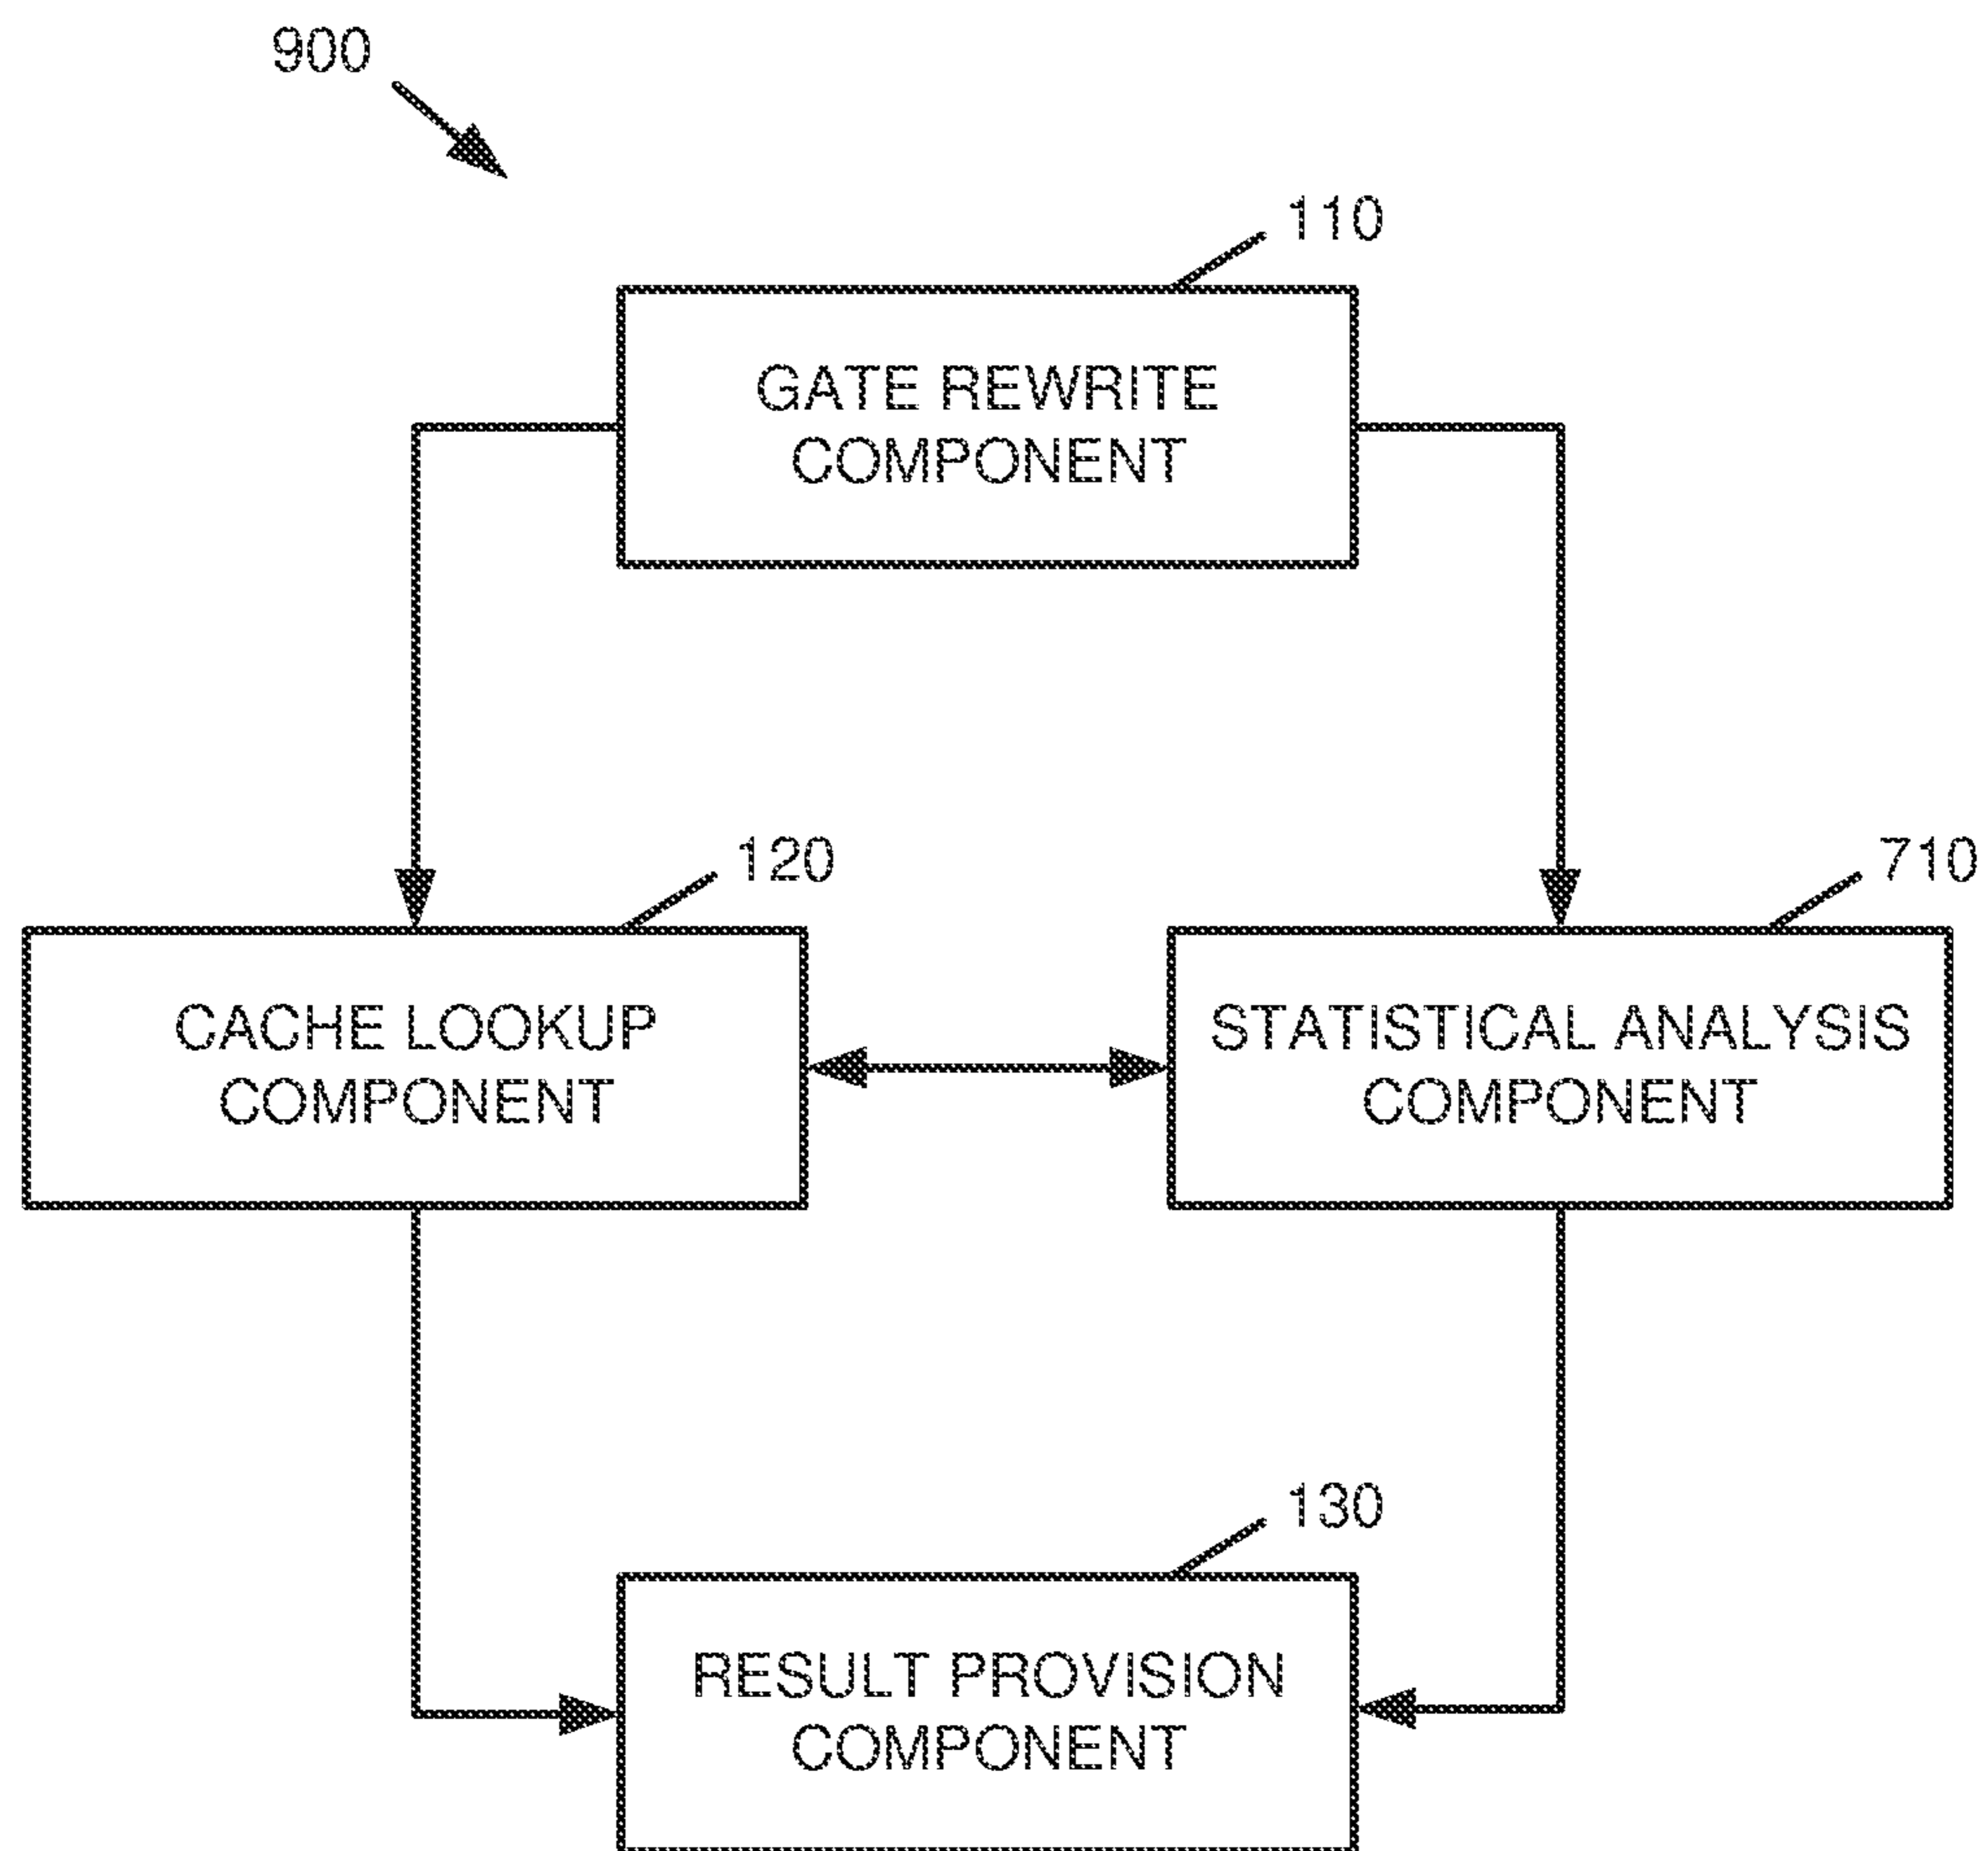 900
110
GATE REWRITE
COMPONENT
120
710
CACHE LOOKUP
COMPONENT
STATISTICAL ANALYSIS
COMPONENT
130
RESULT PROVISION
COMPONENT